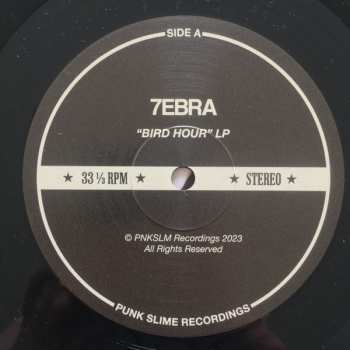 SIDE A
7EBRA
“BIRD HOUR” LP
★ 33 ⅓ RPM ★ ★ STEREO ★
© PNKSLM Recordings 2023
All Rights Reserved
PUNK SLIME RECORDINGS